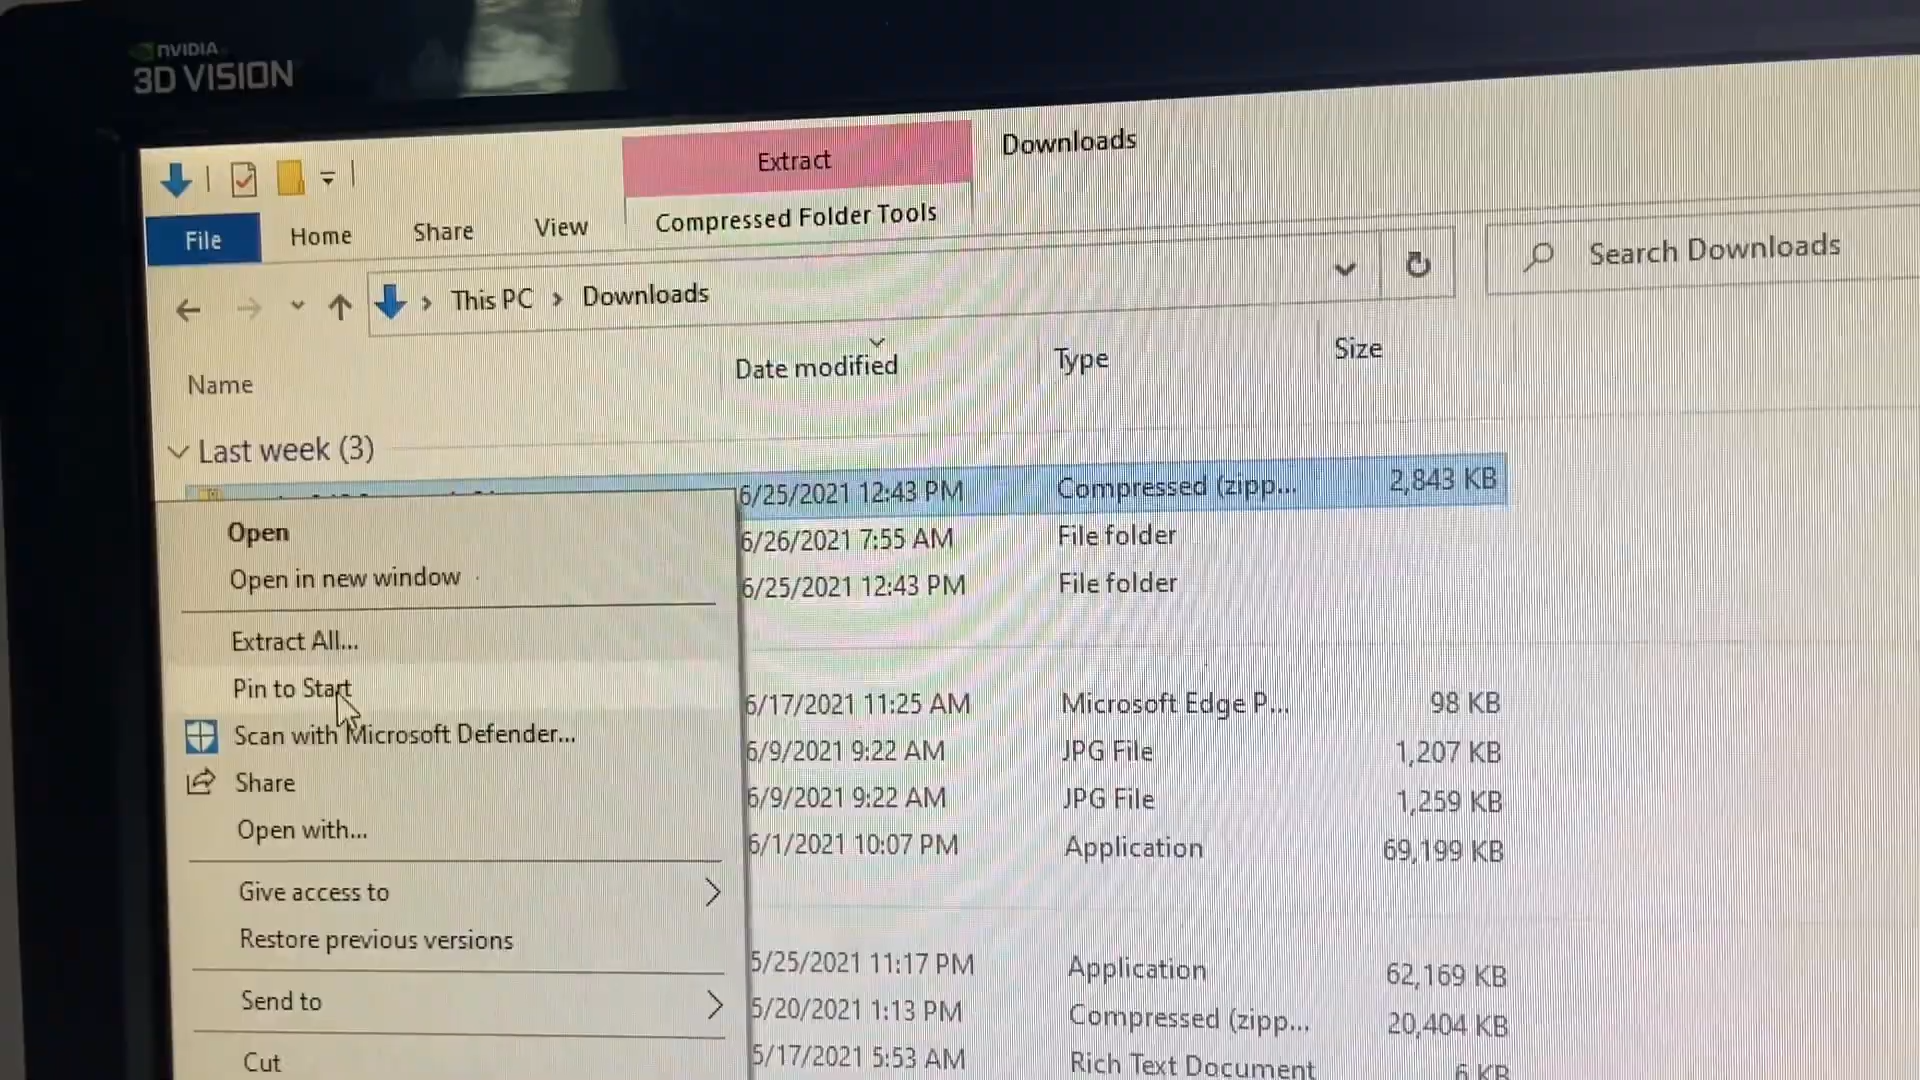 NVIDIA
3D VISION
Extract
Downloads
File
Home
Share
View
Compressed Folder Tools
This PC
Downloads
Search Downloads
Name
Date modified
Type
Size
Last week (3)
6/25/2021 12:43 PM Compressed (zipp... 2,843 KB
Open
6/26/2021 7:55 AM File folder
Open in new window
6/25/2021 12:43 PM File folder
Extract All...
Pin to Start
6/17/2021 11:25 AM Microsoft Edge P... 98 KB
Scan with Microsoft Defender...
6/9/2021 9:22 AM JPG File 1,207 KB
Share
6/9/2021 9:22 AM JPG File 1,259 KB
Open with...
6/1/2021 10:07 PM Application 69,199 KB
Give access to
Restore previous versions
5/25/2021 11:17 PM Application 62,169 KB
Send to
5/20/2021 1:13 PM Compressed (zipp... 20,404 KB
Cut
5/17/2021 5:53 AM Rich Text Document 6 KB